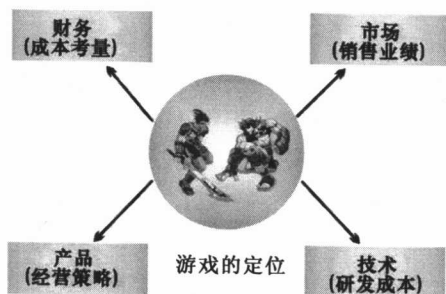 财务
(成本考量)
市场
(销售业绩)
产品
(经营策略)
游戏的定位
技术
(研发成本)